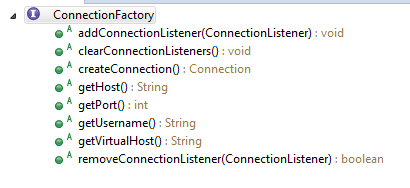 ConnectionFactory
A addConnectionListener(ConnectionListener) : void
A clearConnectionListeners() : void
A createConnection() : Connection
A getHost() : String
A getPort() : int
A getUsername() : String
A getVirtualHost() : String
A removeConnectionListener(ConnectionListener) : boolean